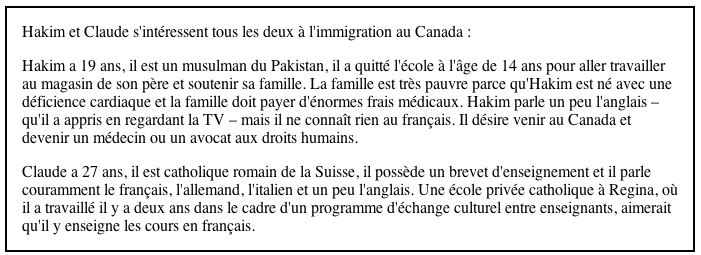 Hakim et Claude s'intéressent tous les deux à l'immigration au Canada :
Hakim a 19 ans, il est un musulman du Pakistan, il a quitté l'école à l'âge de 14 ans pour aller travailler
au magasin de son père et soutenir sa famille. La famille est très pauvre parce qu'Hakim est né avec une
déficience cardiaque et la famille doit payer d'énormes frais médicaux. Hakim parle un peu l'anglais –
qu'il a appris en regardant la TV – mais il ne connaît rien au français. Il désire venir au Canada et
devenir un médecin ou un avocat aux droits humains.
Claude a 27 ans, il est catholique romain de la Suisse, il possède un brevet d'enseignement et il parle
couramment le français, l'allemand, l'italien et un peu l'anglais. Une école privée catholique à Regina, où
il a travaillé il y a deux ans dans le cadre d'un programme d'échange culturel entre enseignants, aimerait
qu'il y enseigne les cours en français.